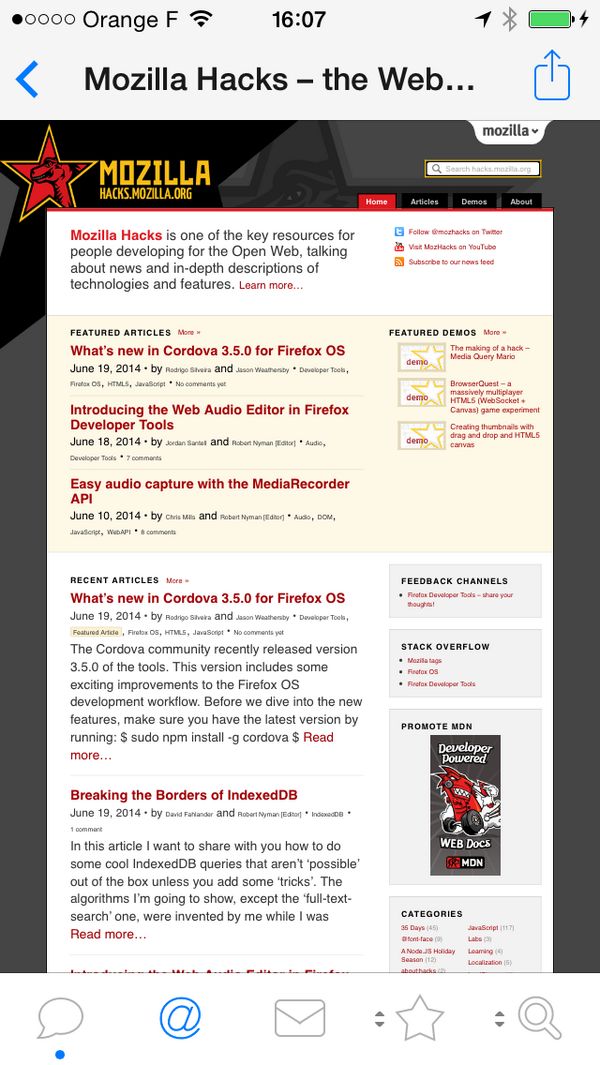 Orange F
16:07
Mozilla Hacks – the Web…
mozilla
MOZILLA
HACKS.MOZILLA.ORG
Search hacks.mozilla.org
Home
Articles
Demos
About
Mozilla Hacks is one of the key resources for
people developing for the Open Web, talking
about news and in-depth descriptions of
technologies and features. Learn more…
Follow @mozhacks on Twitter
Visit MozHacks on YouTube
Subscribe to our news feed
FEATURED ARTICLES More »
What's new in Cordova 3.5.0 for Firefox OS
June 19, 2014 • by Rodrigo Silveira and Jason Weathersby • Developer Tools,
Firefox OS, HTML5, JavaScript • No comments yet
Introducing the Web Audio Editor in Firefox
Developer Tools
June 18, 2014 • by Jordan Santell and Robert Nyman [Editor] • Audio,
Developer Tools • 7 comments
Easy audio capture with the MediaRecorder
API
June 10, 2014 • by Chris Mills and Robert Nyman [Editor] • Audio, DOM,
JavaScript, WebAPI • 8 comments
FEATURED DEMOS More »
demo
The making of a hack –
Media Query Mario
demo
BrowserQuest – a
massively multiplayer
HTML5 (WebSocket +
Canvas) game experiment
demo
Creating thumbnails with
drag and drop and HTML5
canvas
RECENT ARTICLES More »
What's new in Cordova 3.5.0 for Firefox OS
June 19, 2014 • by Rodrigo Silveira and Jason Weathersby • Developer Tools,
Featured Article, Firefox OS, HTML5, JavaScript • No comments yet
The Cordova community recently released version
3.5.0 of the tools. This version includes some
exciting improvements to the Firefox OS
development workflow. Before we dive into the new
features, make sure you have the latest version by
running: $ sudo npm install -g cordova $ Read
more…
Breaking the Borders of IndexedDB
June 19, 2014 • by David Fahlander and Robert Nyman [Editor] • IndexedDB •
1 comment
In this article I want to share with you how to do
some cool IndexedDB queries that aren't 'possible'
out of the box unless you add some 'tricks'. The
algorithms I'm going to show, except the 'full-text-
search' one, were invented by me while I was
Read more…
Introducing the Web Audio Editor in Firefox
FEEDBACK CHANNELS
Firefox Developer Tools – share your
thoughts!
STACK OVERFLOW
Mozilla tags
Firefox OS
Firefox Developer Tools
PROMOTE MDN
Developer
Powered
WEB DOCS
MDN
CATEGORIES
35 Days (45)
@font-face (9)
A Node.JS Holiday
Season (12)
about:hacks (2)
JavaScript (117)
Labs (3)
Learning (4)
Localization (5)